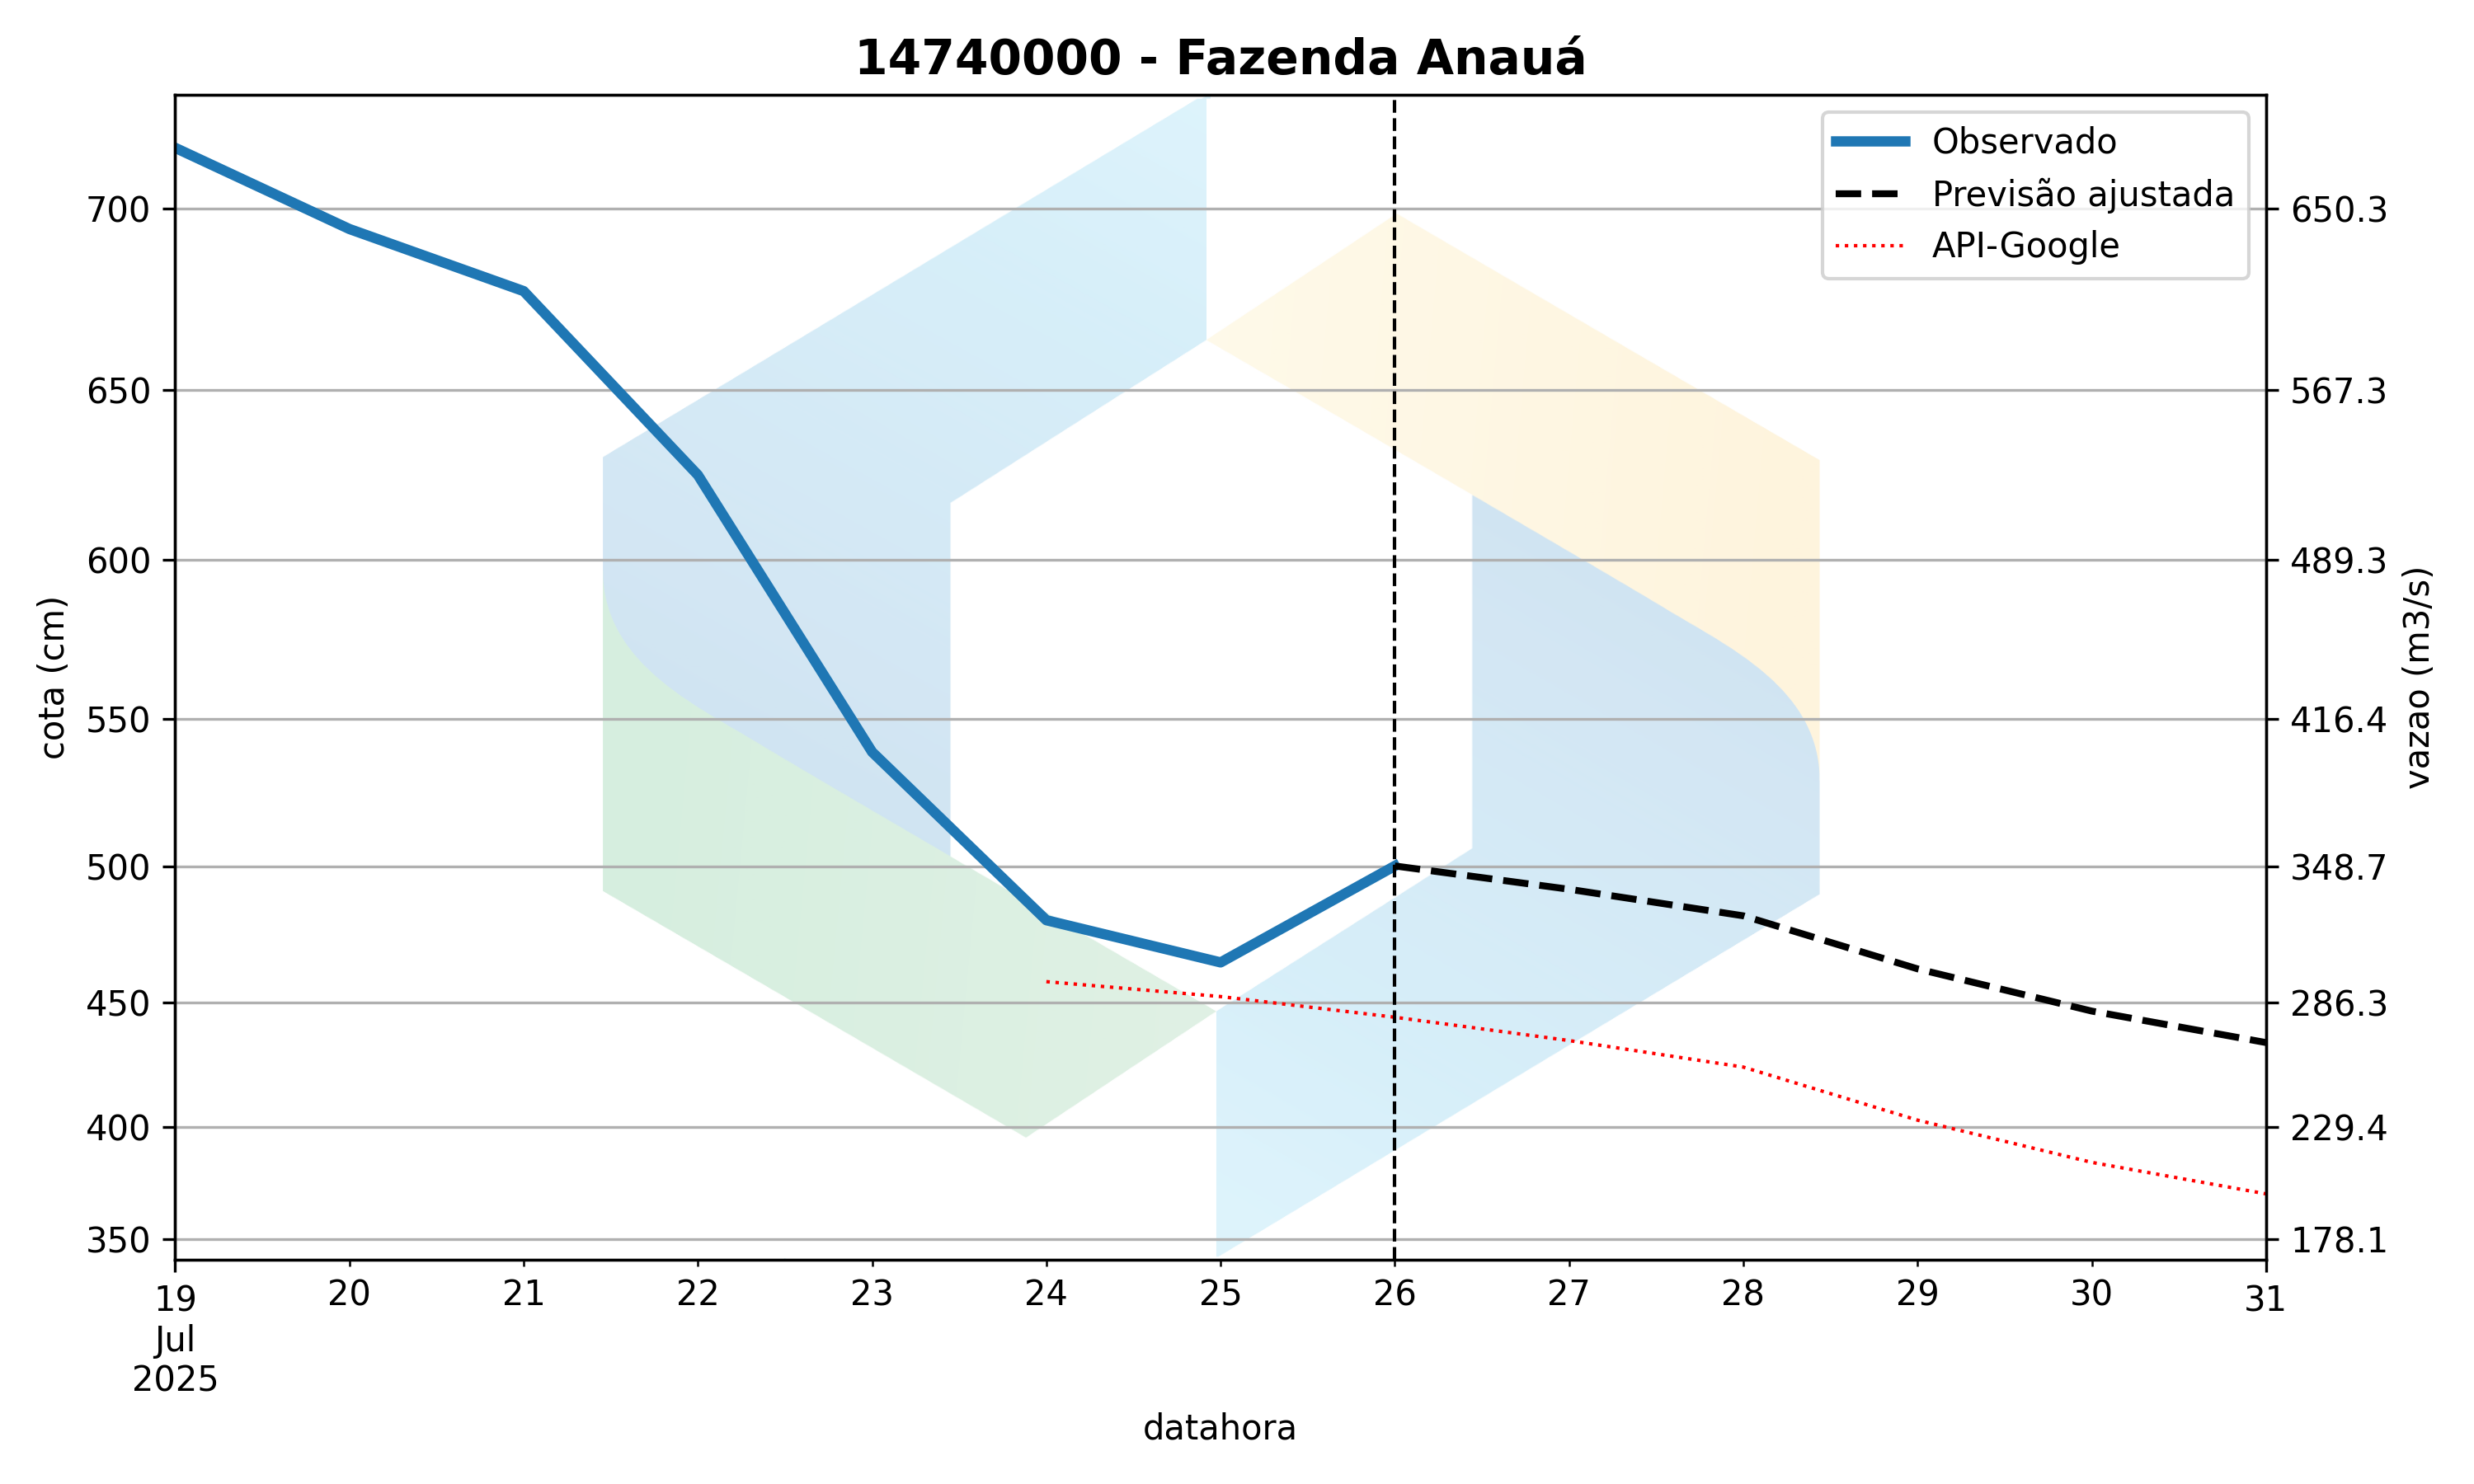 14740000 - Fazenda Anauá
Observado
Previsão ajustada
API-Google
700
650
600
550
500
450
400
350
cota (cm)
650.3
567.3
489.3
416.4
348.7
286.3
229.4
178.1
vazao (m3/s)
19 20 21 22 23 24 25 26 27 28 29 30 31
Jul
2025
datahora